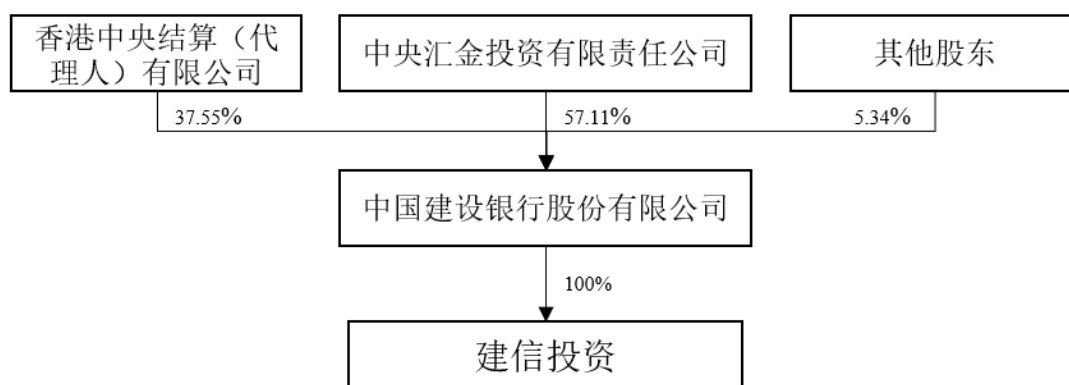 香港中央结算（代
理人）有限公司
中央汇金投资有限责任公司
其他股东
37.55%
57.11%
5.34%
中国建设银行股份有限公司
100%
建信投资